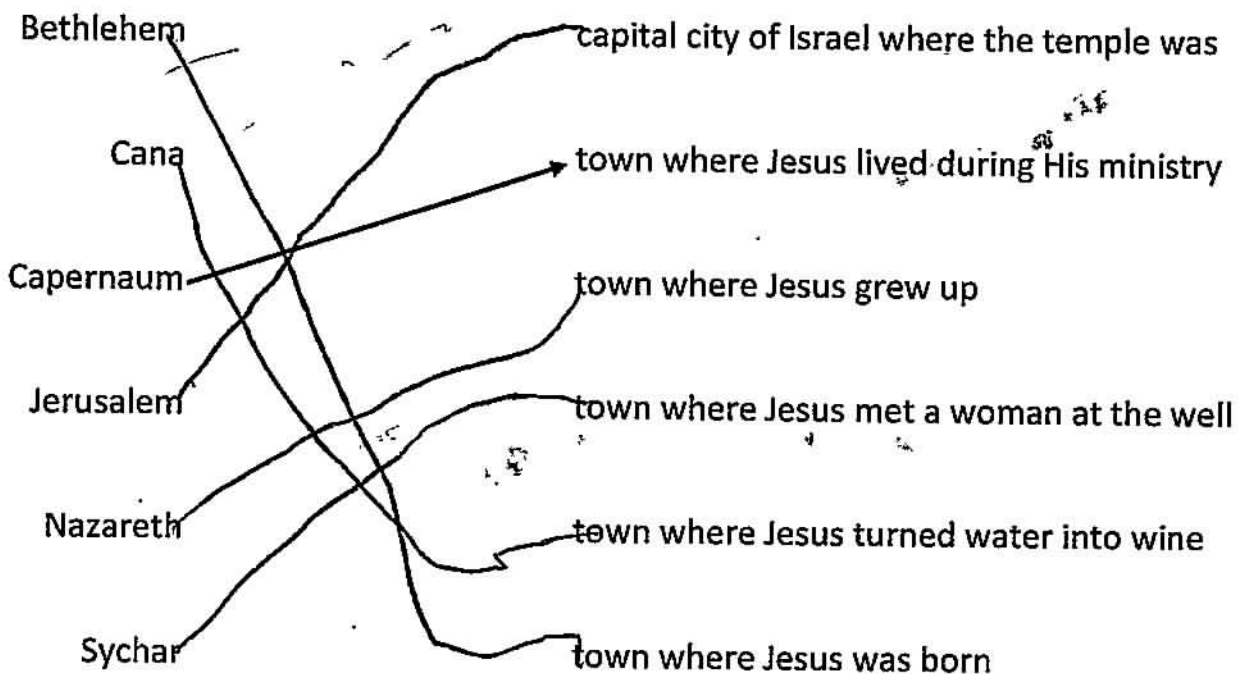 Bethlehem
capital city of Israel where the temple was
Cana
town where Jesus lived during His ministry
Capernaum
town where Jesus grew up
Jerusalem
town where Jesus met a woman at the well
Nazareth
town where Jesus turned water into wine
Sychar
town where Jesus was born